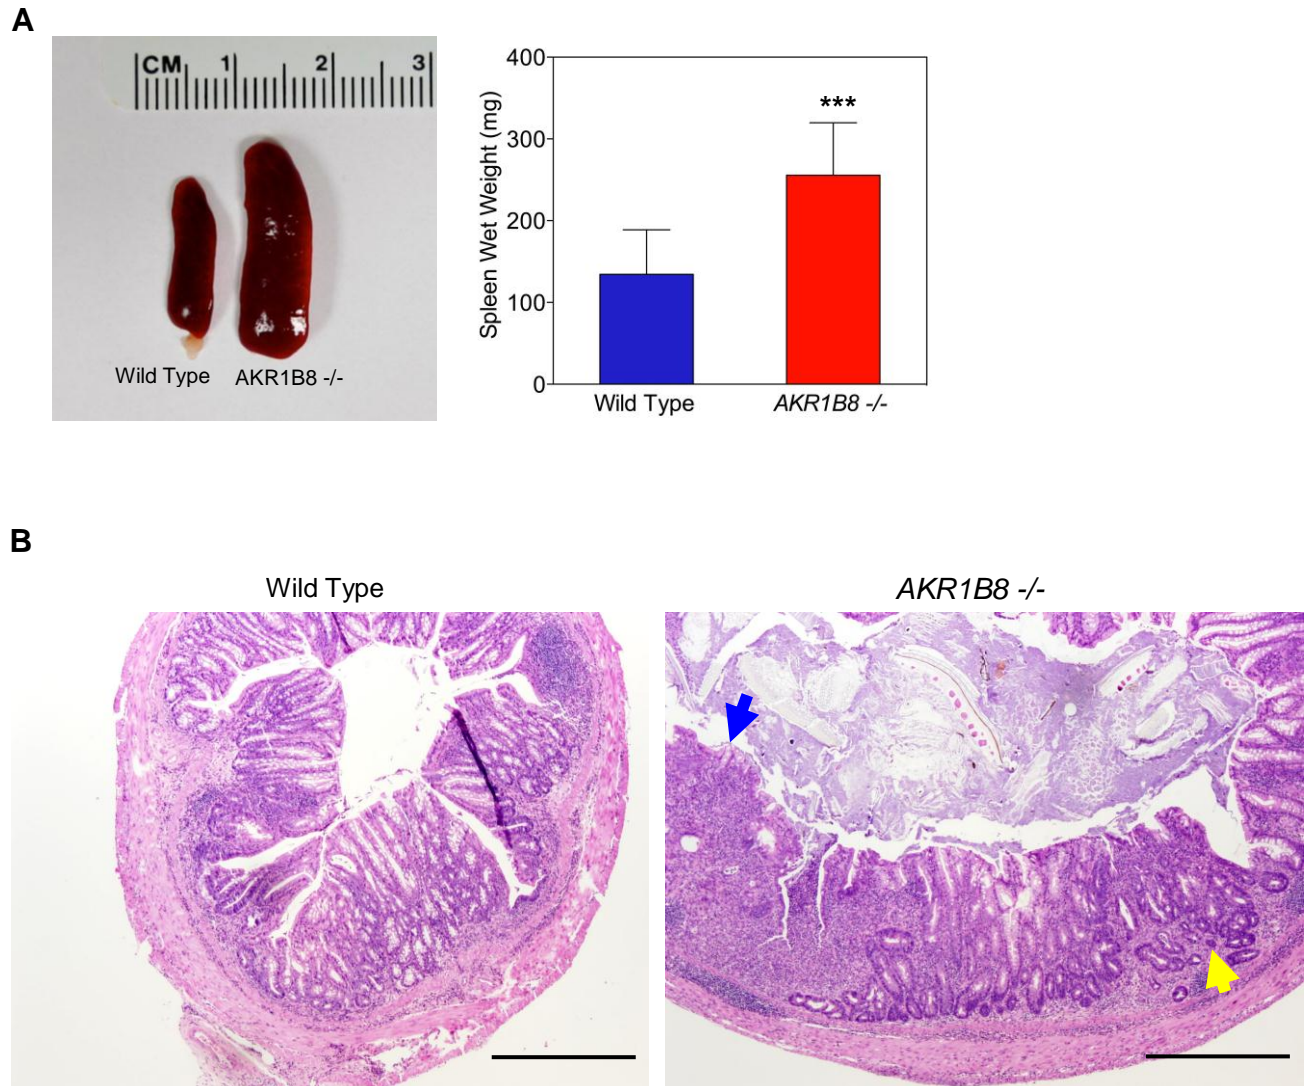 A
CM 1 2 3
Wild Type AKR1B8 -/-
Spleen Wet Weight (mg)
400
300
200
100
0
***
Wild Type AKR1B8 -/-
B
Wild Type AKR1B8 -/-